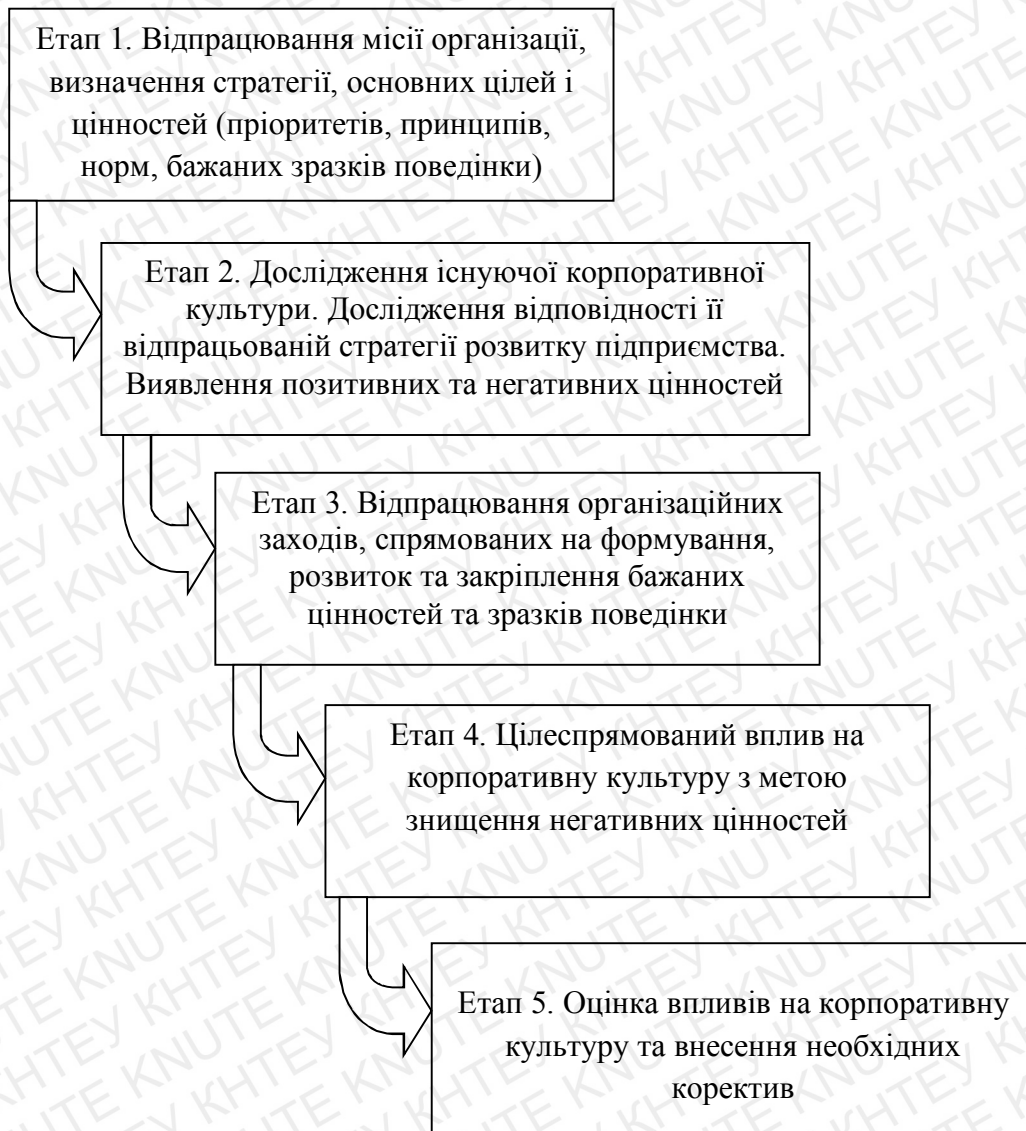 Етап 1. Відпрацювання місії організації,
визначення стратегії, основних цілей і
цінностей (пріоритетів, принципів,
норм, бажаних зразків поведінки)
Етап 2. Дослідження існуючої корпоративної
культури. Дослідження відповідності її
відпрацьованій стратегії розвитку підприємства.
Виявлення позитивних та негативних цінностей
Етап 3. Відпрацювання організаційних
заходів, спрямованих на формування,
розвиток та закріплення бажаних
цінностей та зразків поведінки
Етап 4. Цілеспрямований вплив на
корпоративну культуру з метою
знищення негативних цінностей
Етап 5. Оцінка впливів на корпоративну
культуру та внесення необхідних
коректив